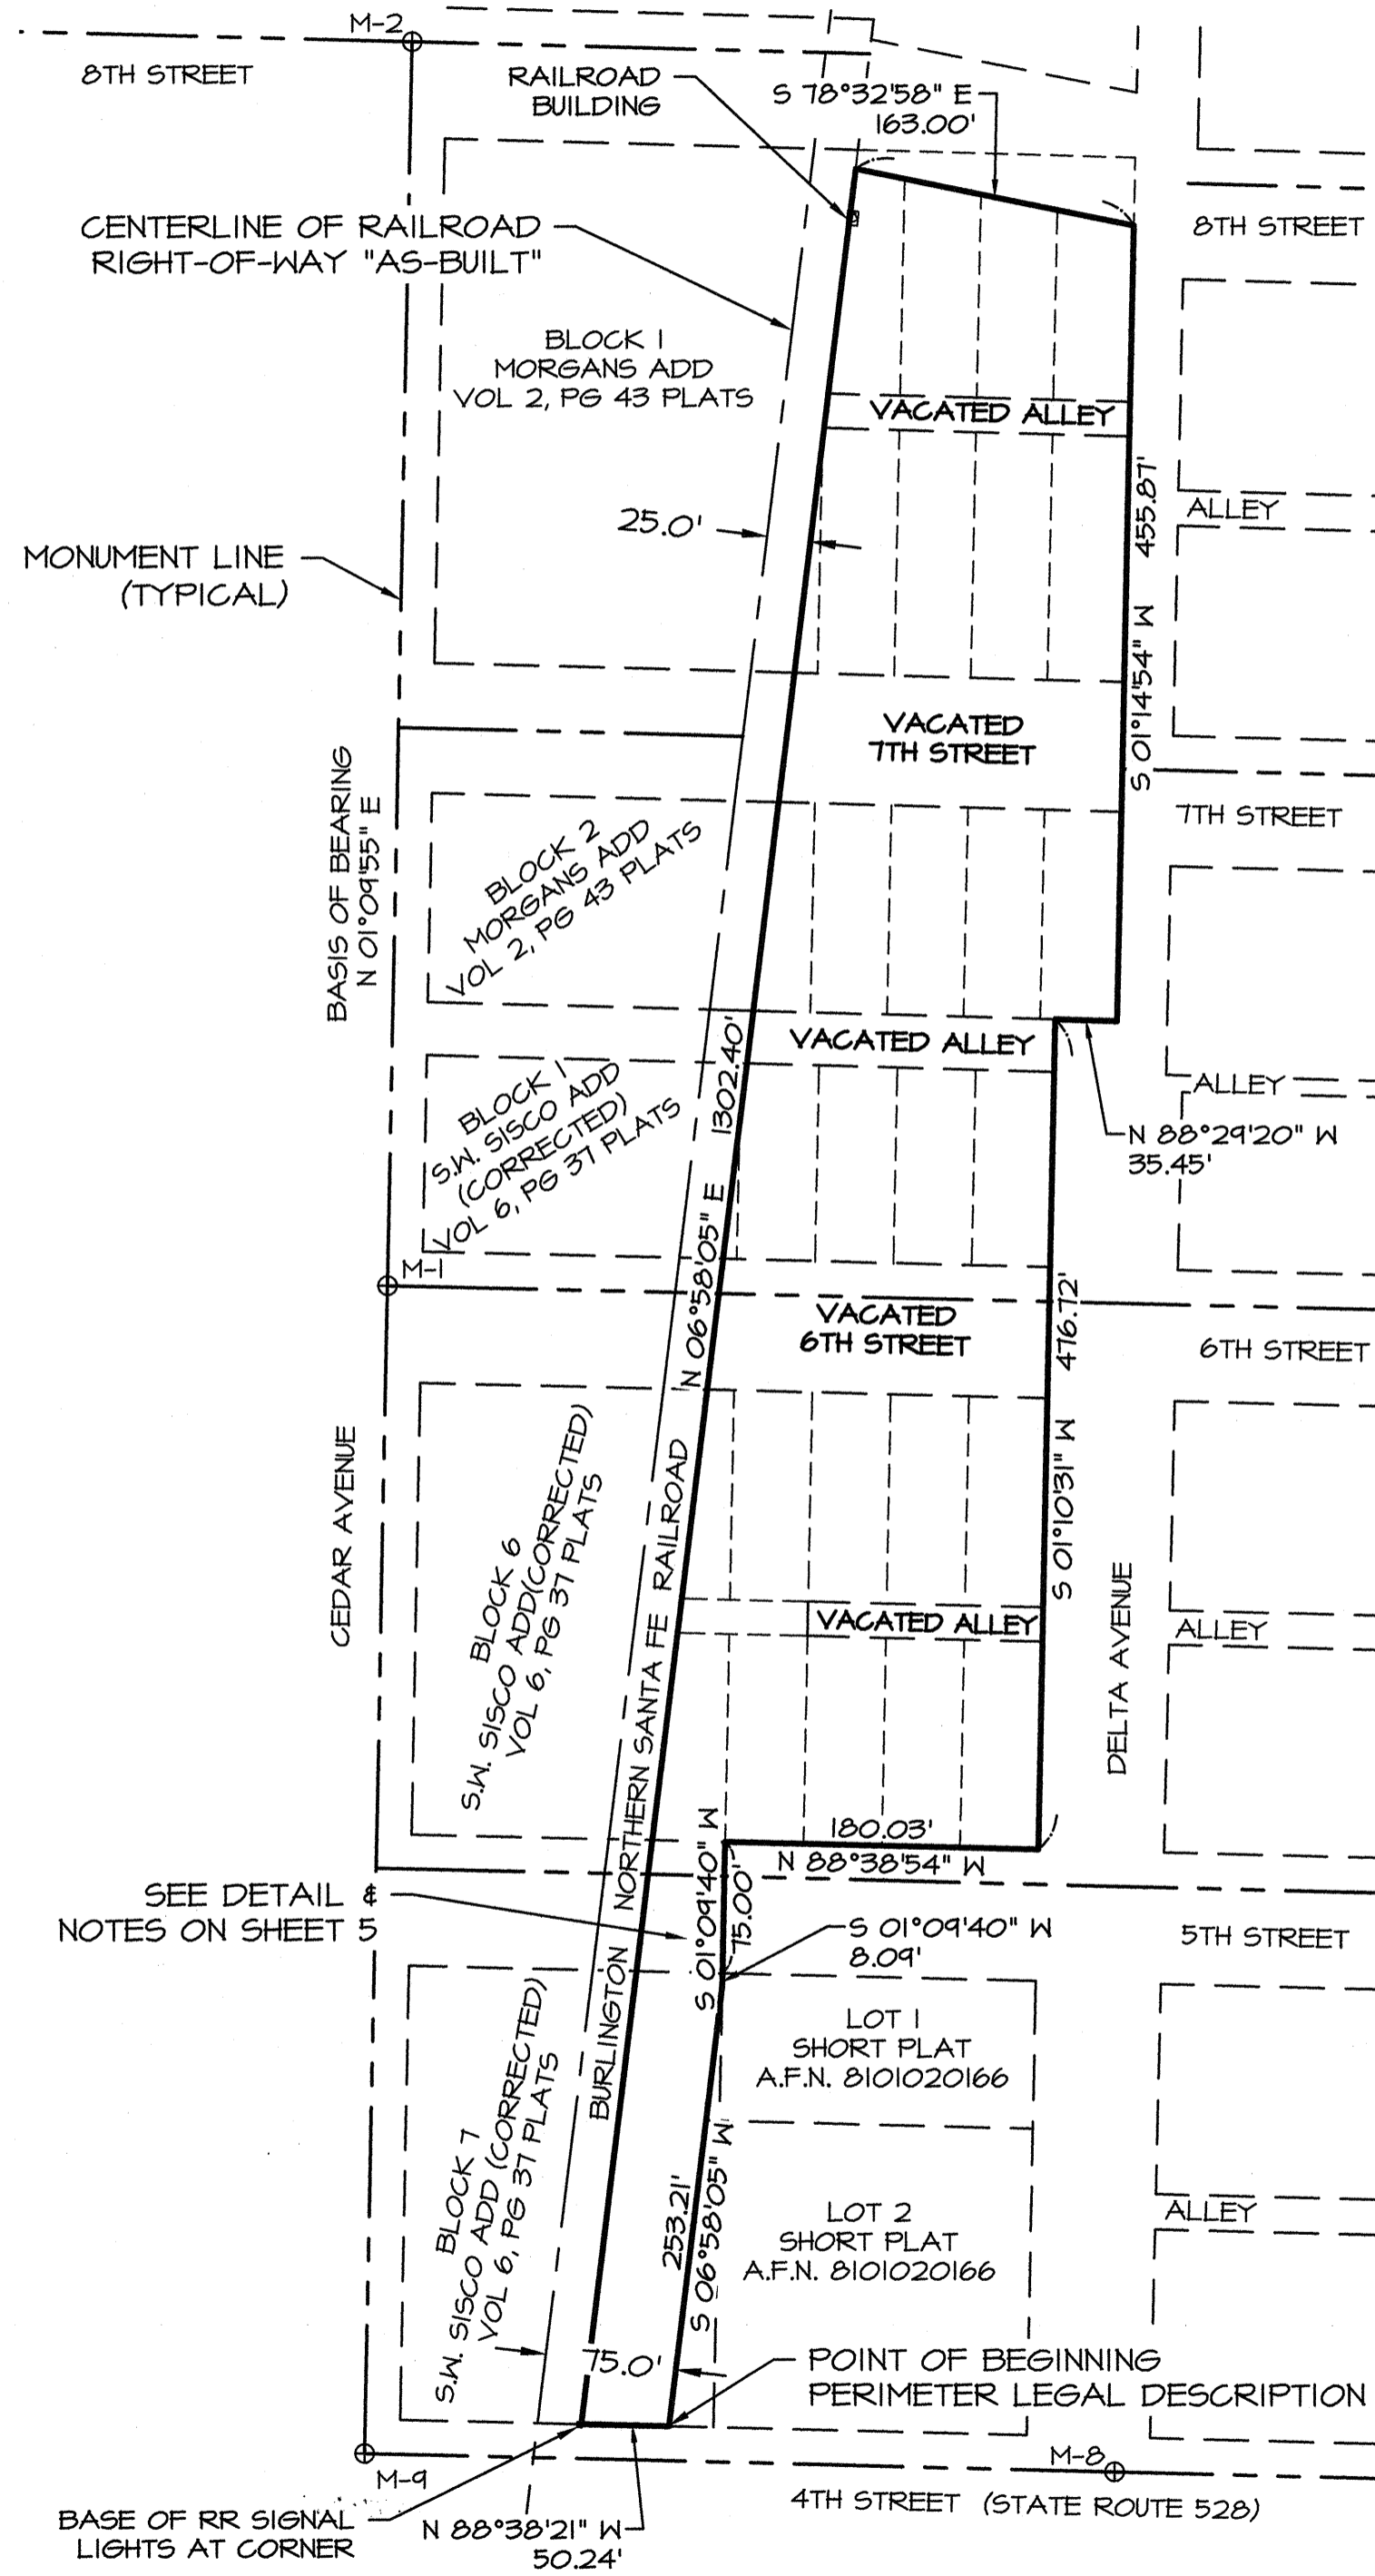 M-2
8TH STREET
RAILROAD
BUILDING
S 78°32'58" E
163.00'
CENTERLINE OF RAILROAD
RIGHT-OF-WAY "AS-BUILT"
8TH STREET
BLOCK 1
MORGANS ADD
VOL 2, PG 43 PLATS
VACATED ALLEY
25.0'
455.87'
S 01°14'54" W
ALLEY
MONUMENT LINE
(TYPICAL)
VACATED
7TH STREET
BASIS OF BEARING
N 01°09'55" E
7TH STREET
BLOCK 2
MORGANS ADD
VOL 2, PG 43 PLATS
VACATED ALLEY
1302.40'
N 06°58'05" E
BLOCK 1
S.W. SISCO ADD
(CORRECTED)
VOL 6, PG 37 PLATS
ALLEY
N 88°29'20" W
35.45'
M-1
VACATED
6TH STREET
476.72'
S 01°10'31" W
6TH STREET
CEDAR AVENUE
BLOCK 6
S.W. SISCO ADD(CORRECTED)
VOL 6, PG 37 PLATS
BURLINGTON NORTHERN SANTA FE RAILROAD
VACATED ALLEY
DELTA AVENUE
ALLEY
180.03'
N 88°38'54" W
S 01°09'40" W
75.00'
SEE DETAIL &
NOTES ON SHEET 5
S 01°09'40" W
8.09'
5TH STREET
LOT 1
SHORT PLAT
A.F.N. 8101020166
BLOCK 7
S.W. SISCO ADD (CORRECTED)
VOL 6, PG 37 PLATS
253.21'
S 06°58'05" W
LOT 2
SHORT PLAT
A.F.N. 8101020166
ALLEY
75.0'
POINT OF BEGINNING
PERIMETER LEGAL DESCRIPTION
M-9
M-8
4TH STREET (STATE ROUTE 528)
BASE OF RR SIGNAL
LIGHTS AT CORNER
N 88°38'21" W
50.24'